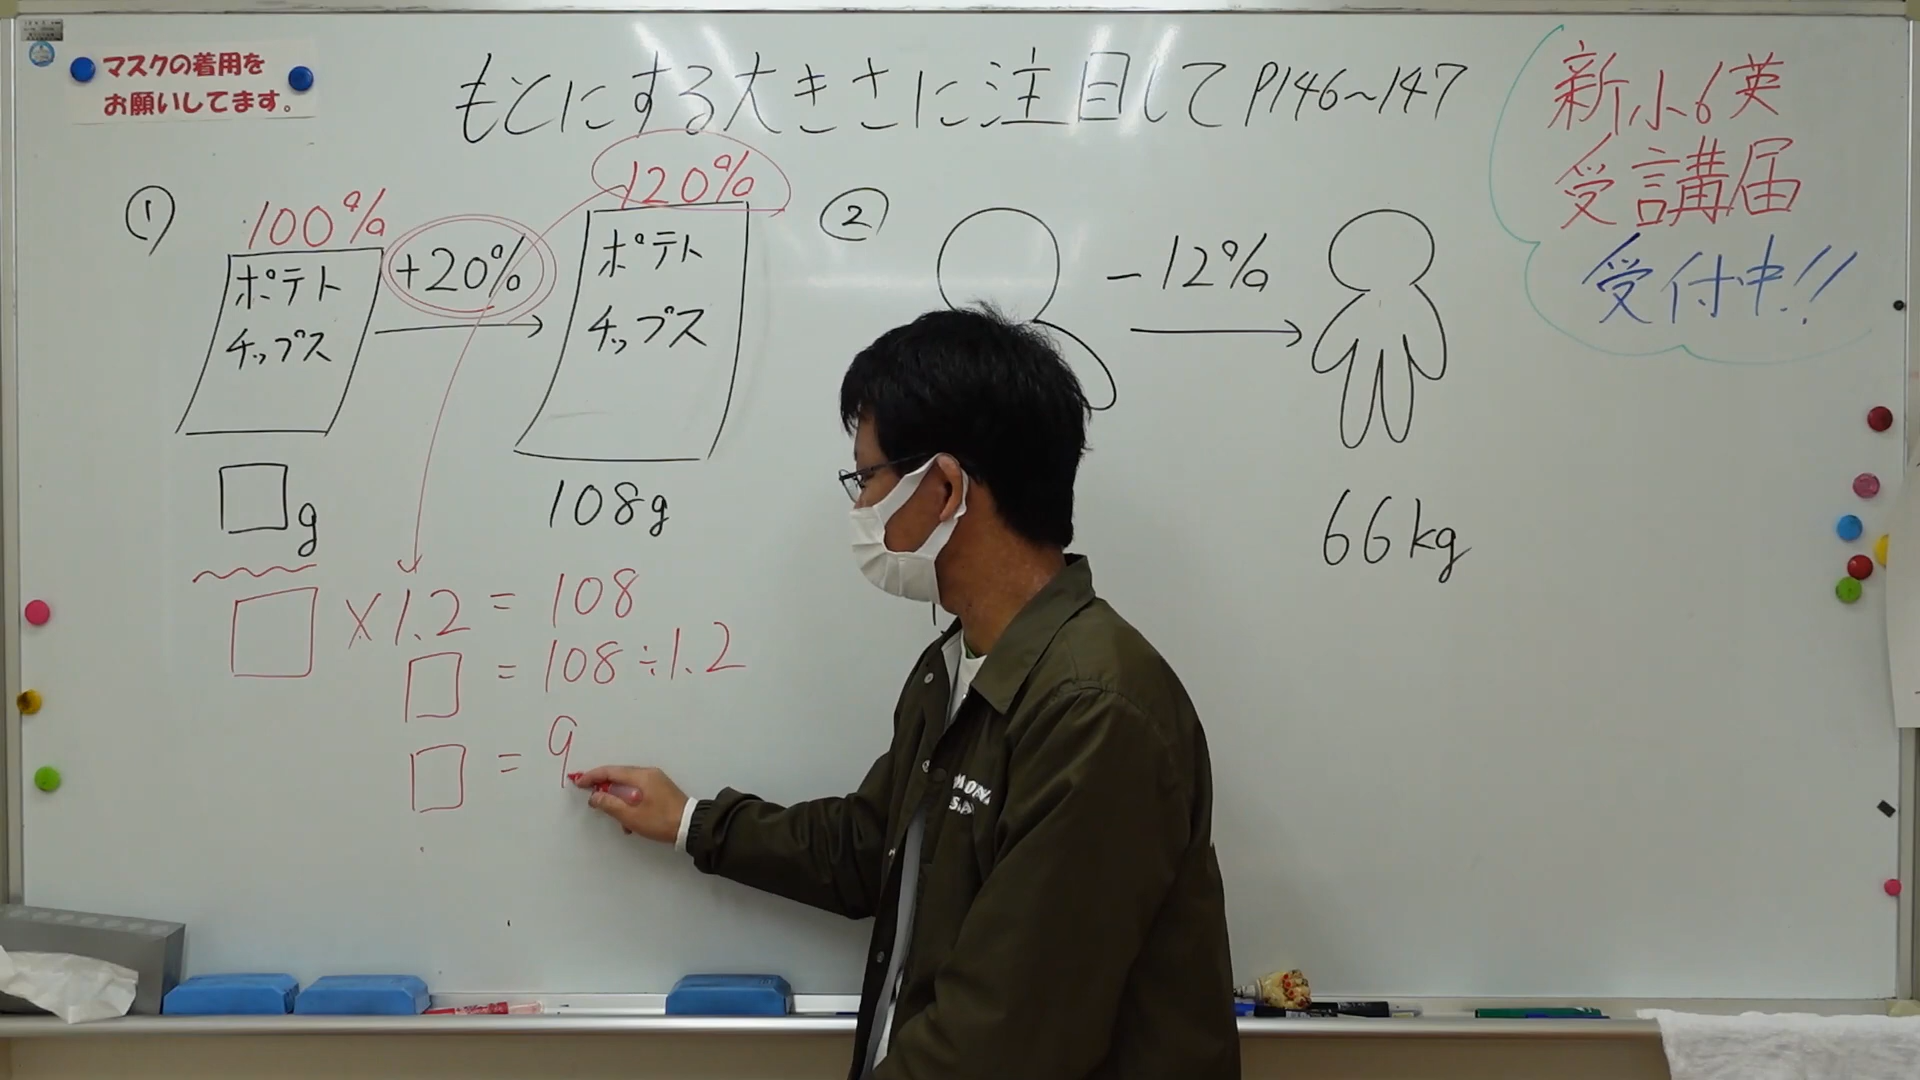 マスクの着用を
お願いしてます。
もとにする大きさに注目して P146~147
新小6英
受講届
受付中!!
①
100%
ポテト
チップス
+20%
120%
ポテト
チップス
□g
108g
□ × 1.2 = 108
□ = 108÷1.2
□ = 9
②
-12%
66kg